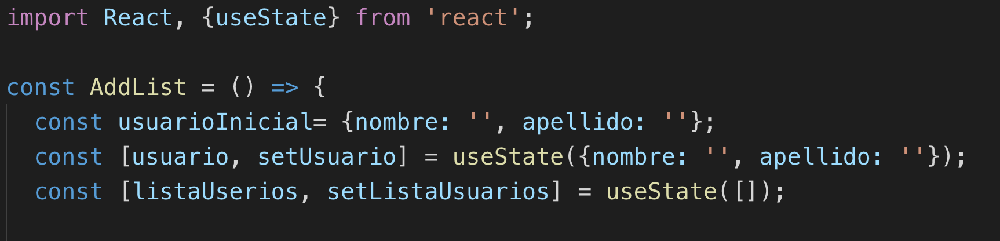 import React, {useState} from 'react';
const AddList = () => {
const usuarioInicial= {nombre: '', apellido: ''};
const [usuario, setUsuario] = useState({nombre: '', apellido: ''});
const [listaUserios, setListaUsuarios] = useState([]);